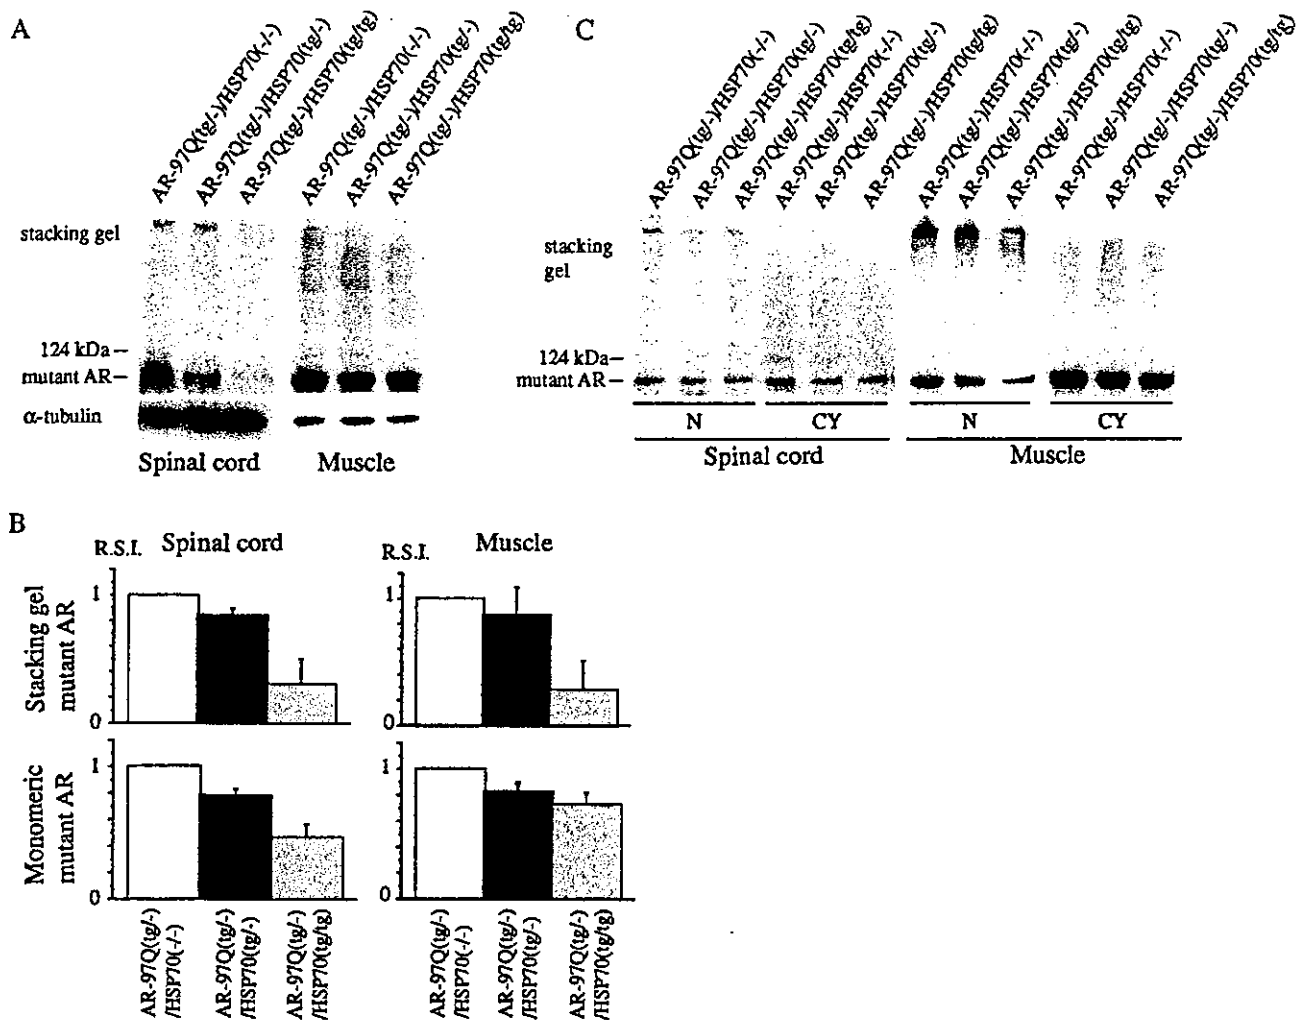 A
AR-97Q(tg/-)/HSP70(-/-)
AR-97Q(tg/-)/HSP70(tg/-)
AR-97Q(tg/-)/HSP70(tg/tg)
AR-97Q(tg/-)/HSP70(-/-)
AR-97Q(tg/-)/HSP70(tg/-)
AR-97Q(tg/-)/HSP70(tg/tg)
stacking gel
124 kDa
mutant AR
α-tubulin
Spinal cord
Muscle
C
AR-97Q(tg/-)/HSP70(-/-)
AR-97Q(tg/-)/HSP70(tg/-)
AR-97Q(tg/-)/HSP70(tg/tg)
AR-97Q(tg/-)/HSP70(-/-)
AR-97Q(tg/-)/HSP70(tg/-)
AR-97Q(tg/-)/HSP70(tg/tg)
AR-97Q(tg/-)/HSP70(-/-)
AR-97Q(tg/-)/HSP70(tg/-)
AR-97Q(tg/-)/HSP70(tg/tg)
AR-97Q(tg/-)/HSP70(-/-)
AR-97Q(tg/-)/HSP70(tg/-)
AR-97Q(tg/-)/HSP70(tg/tg)
stacking
gel
124 kDa
mutant AR
N
CY
N
CY
Spinal cord
Muscle
B
R.S.I.
Spinal cord
R.S.I.
Muscle
Stacking gel
mutant AR
1
0
1
0
Monomeric
mutant AR
1
0
1
0
AR-97Q(tg/-)
/HSP70(-/-)
AR-97Q(tg/-)
/HSP70(tg/-)
AR-97Q(tg/-)
/HSP70(tg/tg)
AR-97Q(tg/-)
/HSP70(-/-)
AR-97Q(tg/-)
/HSP70(tg/-)
AR-97Q(tg/-)
/HSP70(tg/tg)